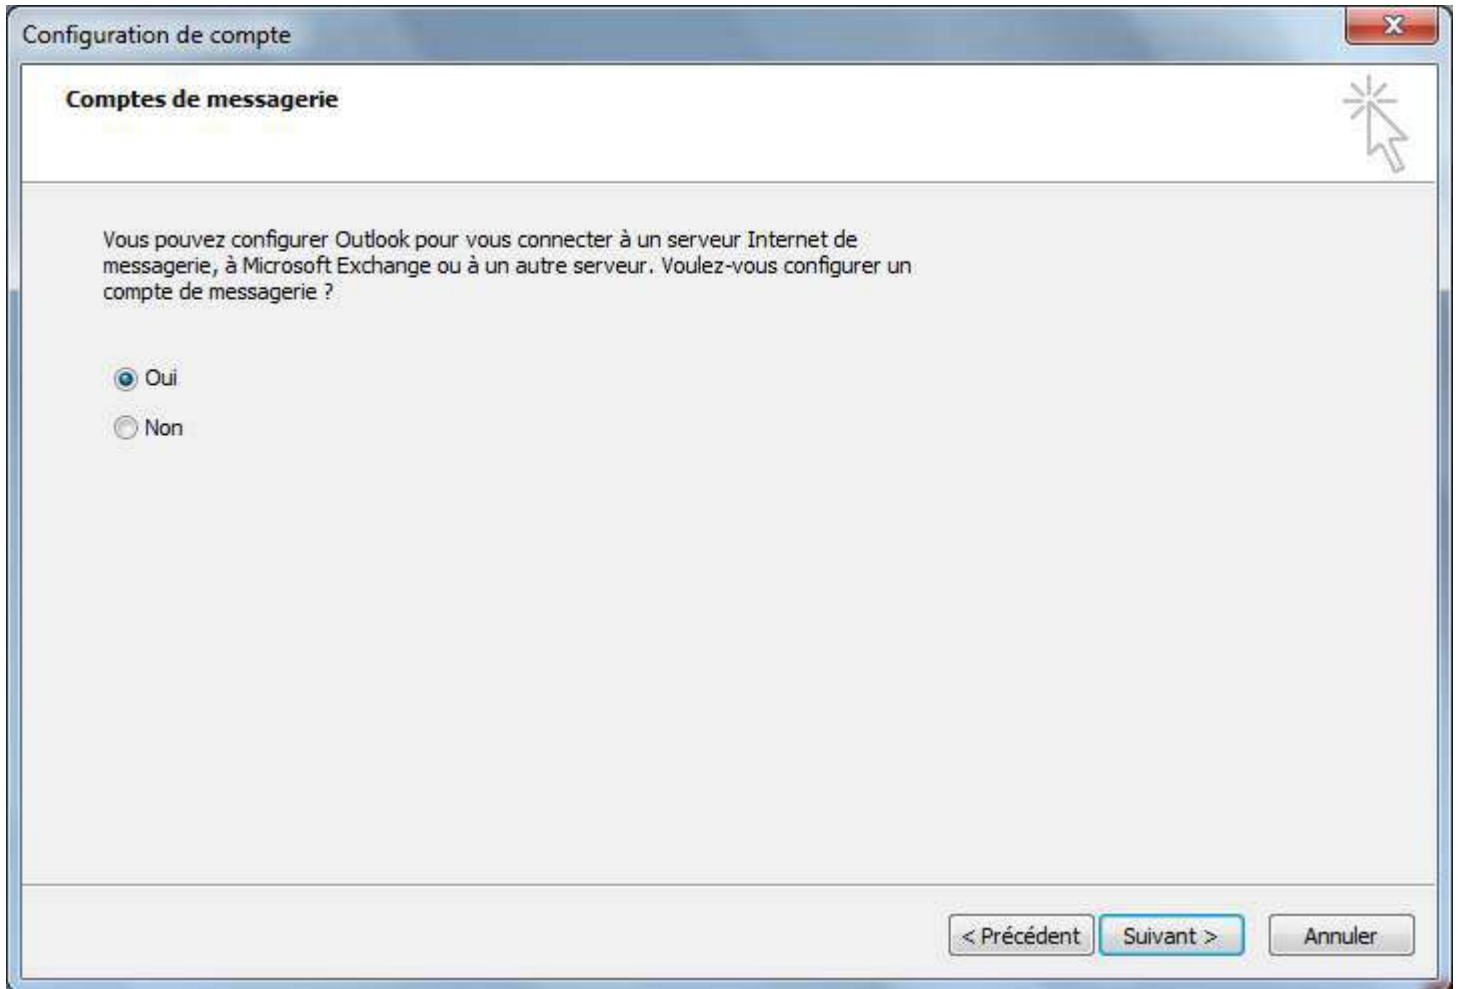 Configuration de compte
Comptes de messagerie
Vous pouvez configurer Outlook pour vous connecter à un serveur Internet de
messagerie, à Microsoft Exchange ou à un autre serveur. Voulez-vous configurer un
compte de messagerie ?
Oui
Non
< Précédent Suivant > Annuler